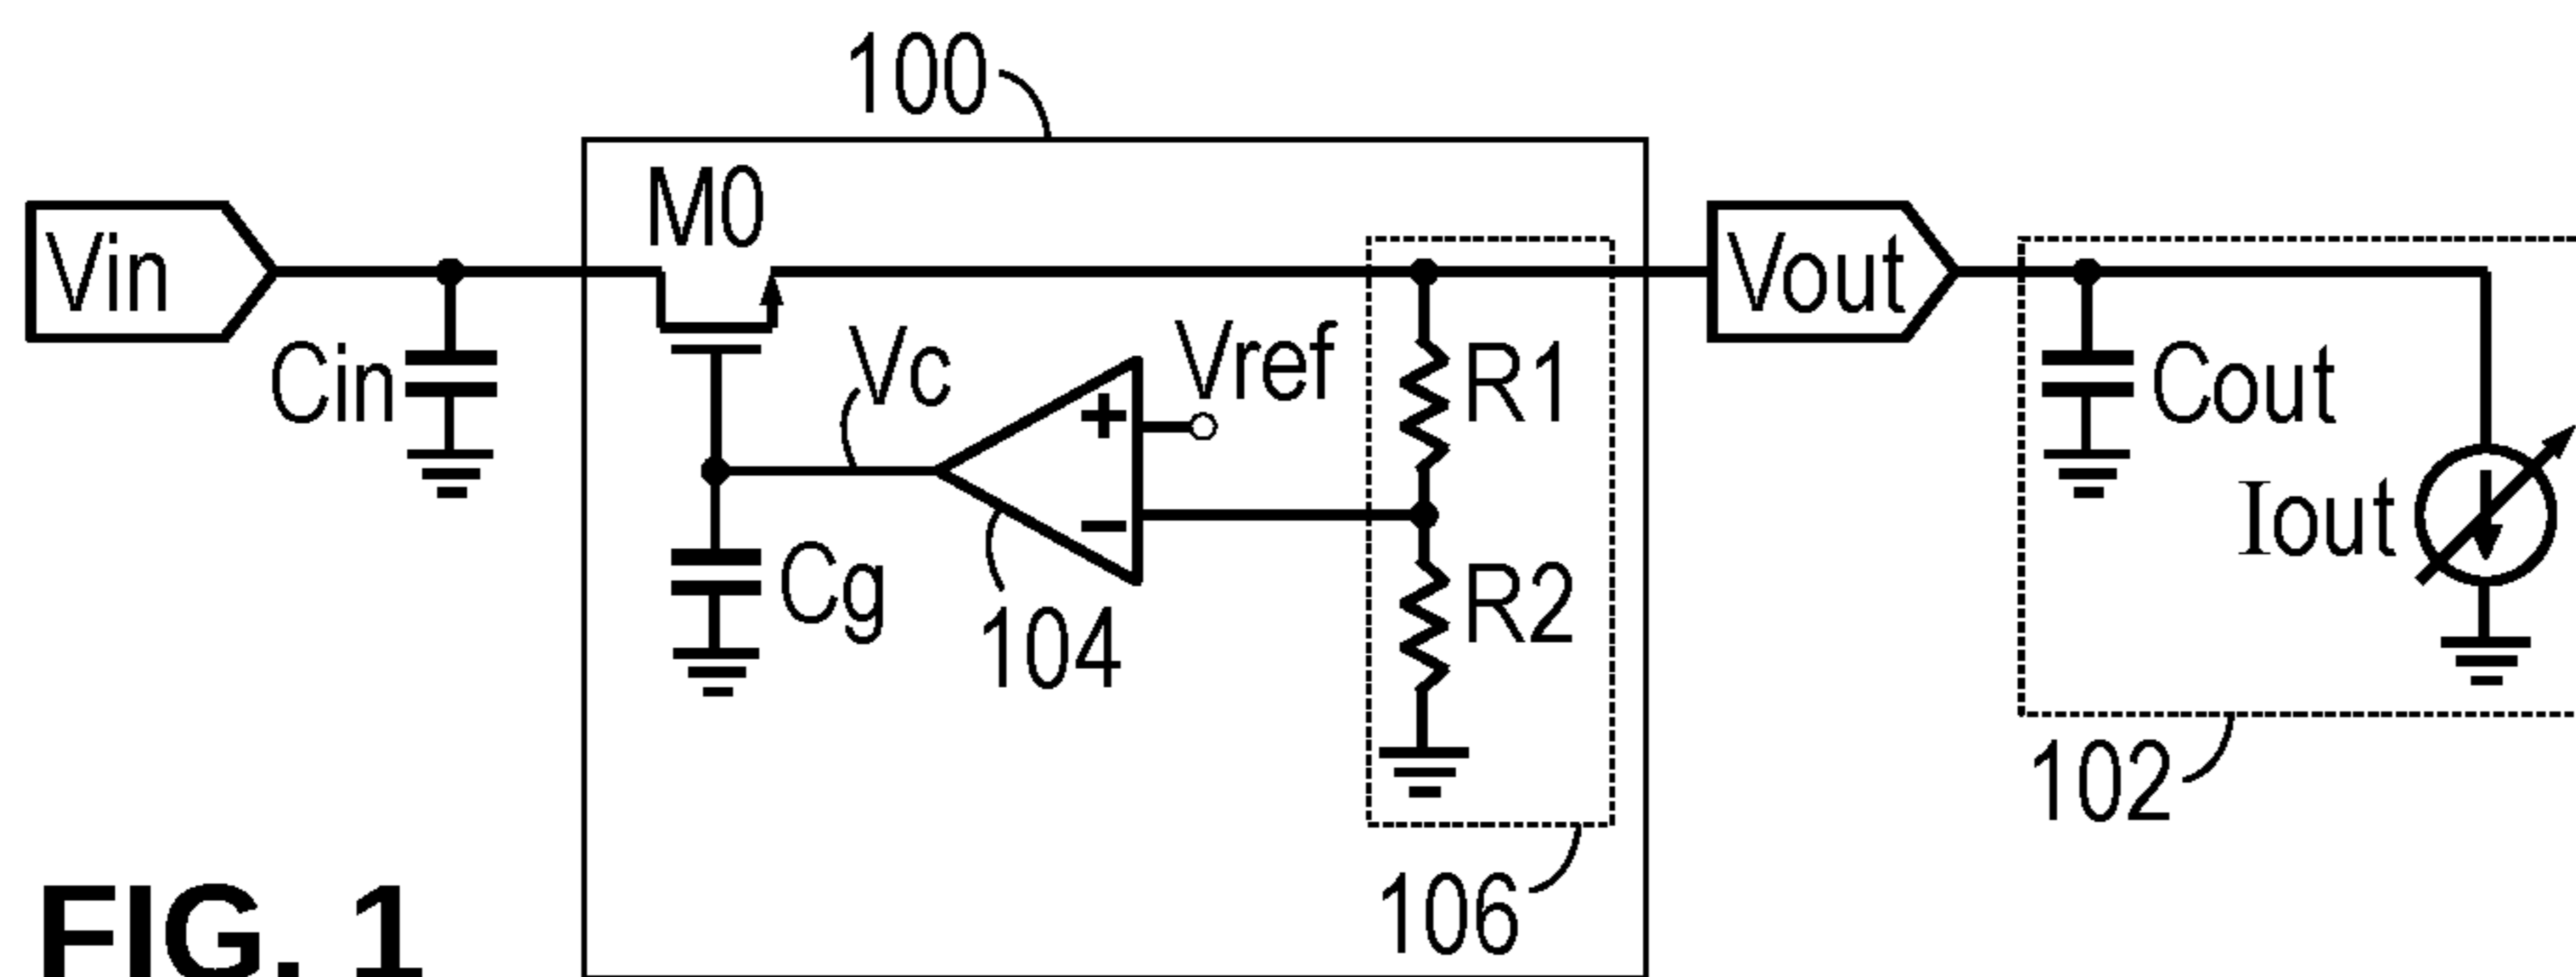 100
M0
Vin
Vout
Cin
Vc
Vref
R1
Cout
+
−
Iout
Cg
R2
104
102
106
FIG. 1